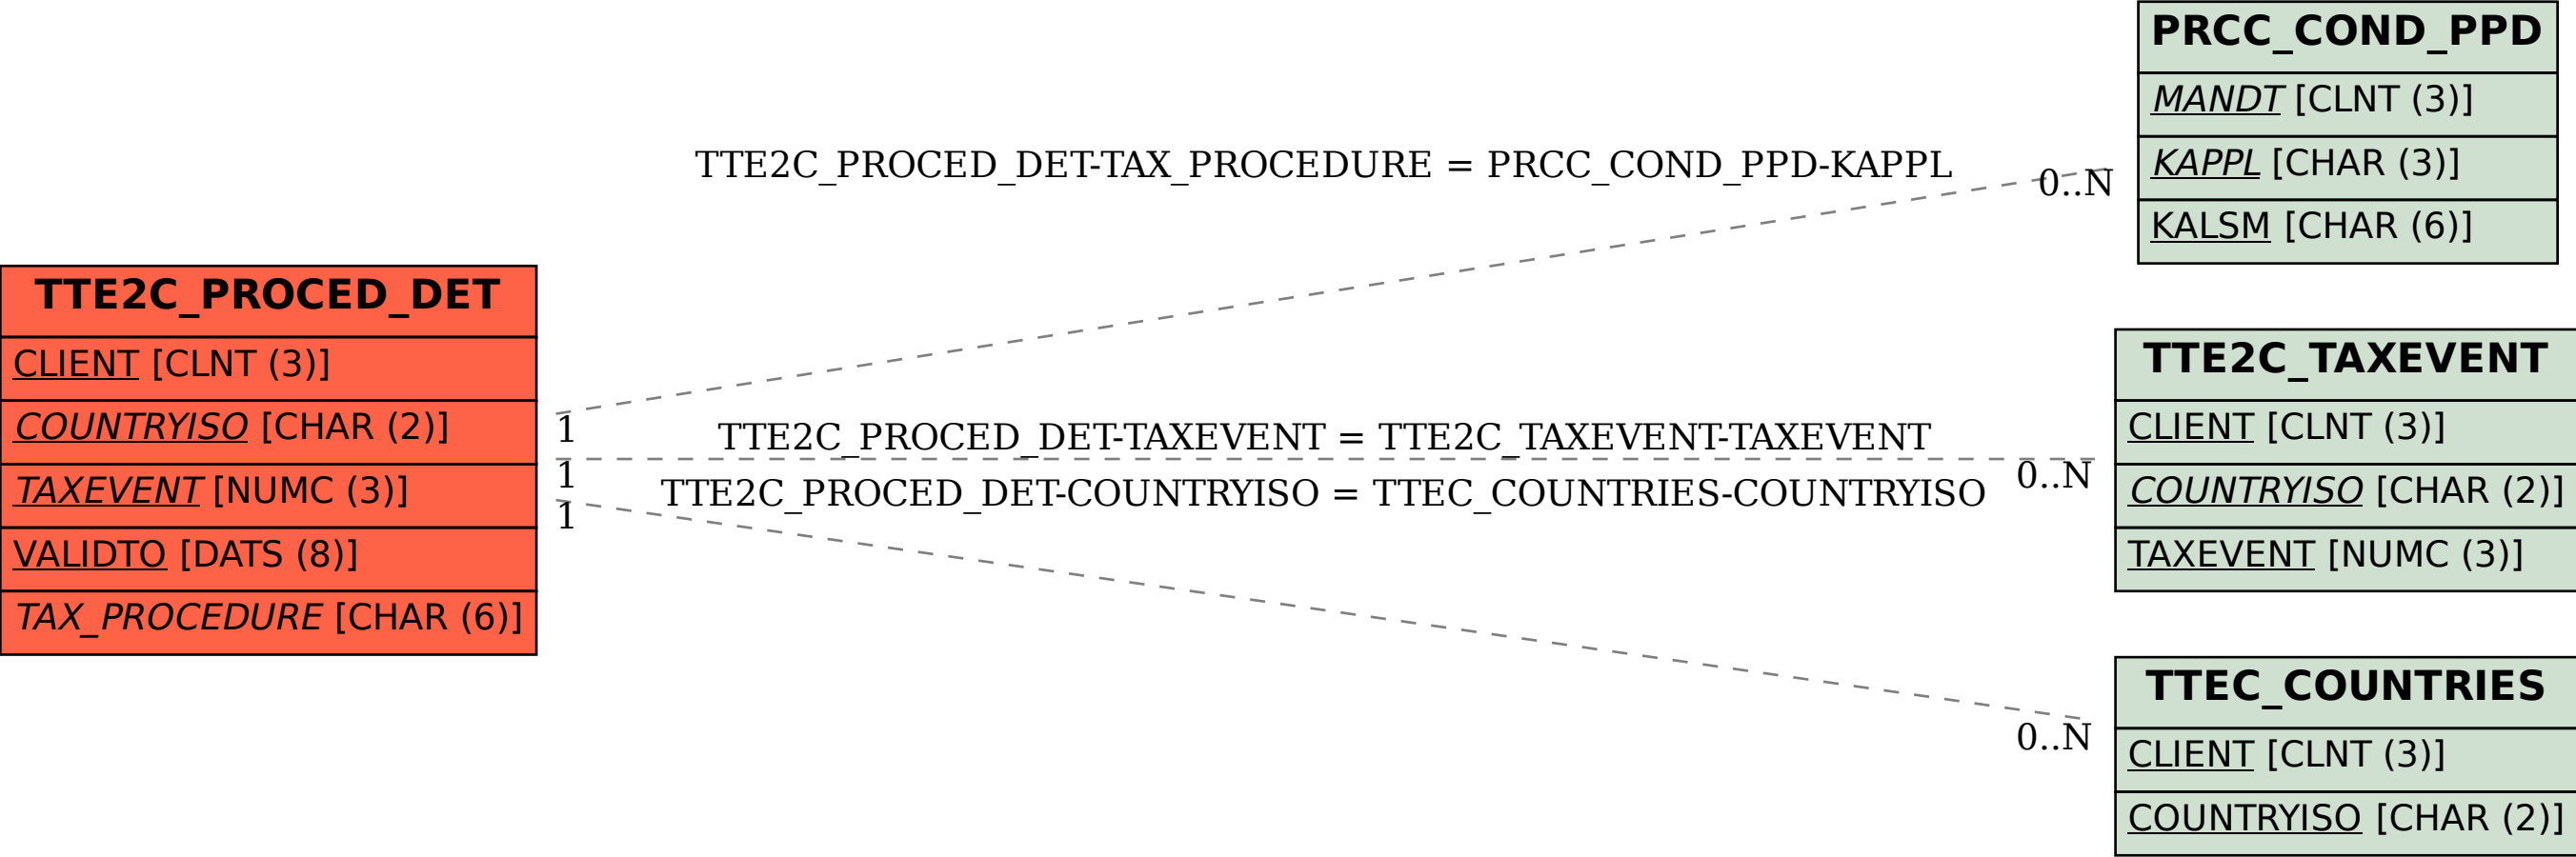 PRCC_COND_PPD
MANDT [CLNT (3)]
KAPPL [CHAR (3)]
KALSM [CHAR (6)]
TTE2C_PROCED_DET-TAX_PROCEDURE = PRCC_COND_PPD-KAPPL
0..N
1
TTE2C_PROCED_DET
CLIENT [CLNT (3)]
COUNTRYISO [CHAR (2)]
TAXEVENT [NUMC (3)]
VALIDTO [DATS (8)]
TAX_PROCEDURE [CHAR (6)]
TTE2C_PROCED_DET-TAXEVENT = TTE2C_TAXEVENT-TAXEVENT
1
0..N
TTE2C_PROCED_DET-COUNTRYISO = TTEC_COUNTRIES-COUNTRYISO
1
0..N
TTE2C_TAXEVENT
CLIENT [CLNT (3)]
COUNTRYISO [CHAR (2)]
TAXEVENT [NUMC (3)]
TTEC_COUNTRIES
CLIENT [CLNT (3)]
COUNTRYISO [CHAR (2)]